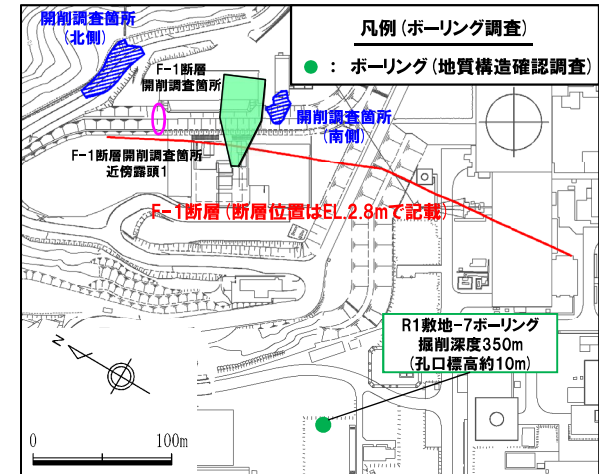 開削調査箇所
(北側)
凡例(ボーリング調査)
● : ボーリング(地質構造確認調査)
F-1断層
開削調査箇所
開削調査箇所
(南側)
F-1断層開削調査箇所
近傍露頭1
F-1断層(断層位置はEL.2.8mで記載)
R1敷地-7ボーリング
掘削深度350m
(孔口標高約10m)
N
0 100m